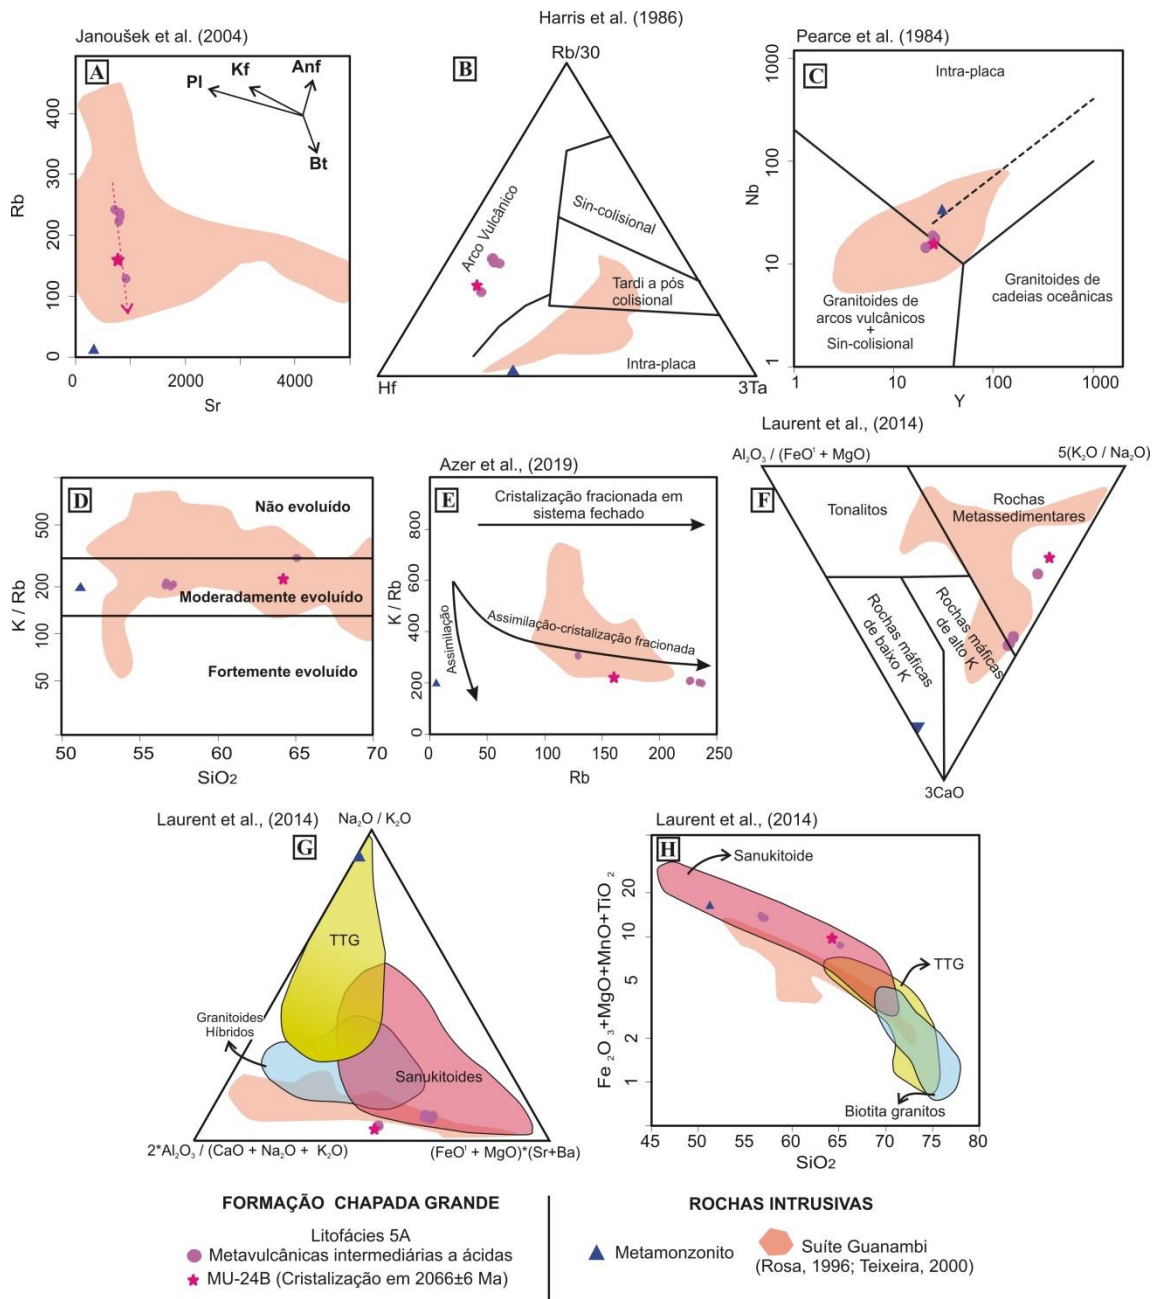 Janoušek et al. (2004)
A
Pl
Kf
Anf
Bt
Rb
400
300
200
100
0
0
2000
4000
Sr
Harris et al. (1986)
B
Rb/30
Arco Vulcânico
Sin-colisional
Tardi a pós
colisional
Intra-placa
Hf
3Ta
Pearce et al. (1984)
C
Intra-placa
Nb
1000
100
10
1
Granitoides de
arcos vulcânicos
+
Sin-colisional
Granitoides de
cadeias oceânicas
1
10
100
1000
Y
D
K / Rb
500
200
100
50
Não evoluído
Moderadamente evoluído
Fortemente evoluído
50
55
60
65
70
SiO₂
Azer et al., (2019)
E
Cristalização fracionada em
sistema fechado
K / Rb
800
600
400
200
0
Assimilação
Assimilação-cristalização fracionada
0
50
100
150
200
250
Rb
Laurent et al., (2014)
Al₂O₃ / (FeOᵗ + MgO)
5(K₂O / Na₂O)
F
Tonalitos
Rochas
Metassedimentares
Rochas máficas
de baixo K
Rochas máficas
de alto K
3CaO
Laurent et al., (2014)
Na₂O / K₂O
G
TTG
Granitoides
Híbridos
Sanukitoides
2*Al₂O₃ / (CaO + Na₂O + K₂O)
(FeOᵗ + MgO)*(Sr+Ba)
Laurent et al., (2014)
H
Sanukitoide
Fe₂O₃+MgO+MnO+TiO₂
20
10
5
2
1
TTG
Biotita granitos
45
50
55
60
65
70
75
80
SiO₂
FORMAÇÃO CHAPADA GRANDE
Litofácies 5A
Metavulcânicas intermediárias a ácidas
MU-24B (Cristalização em 2066±6 Ma)
ROCHAS INTRUSIVAS
Metamonzonito
Suíte Guanambi
(Rosa, 1996; Teixeira, 2000)